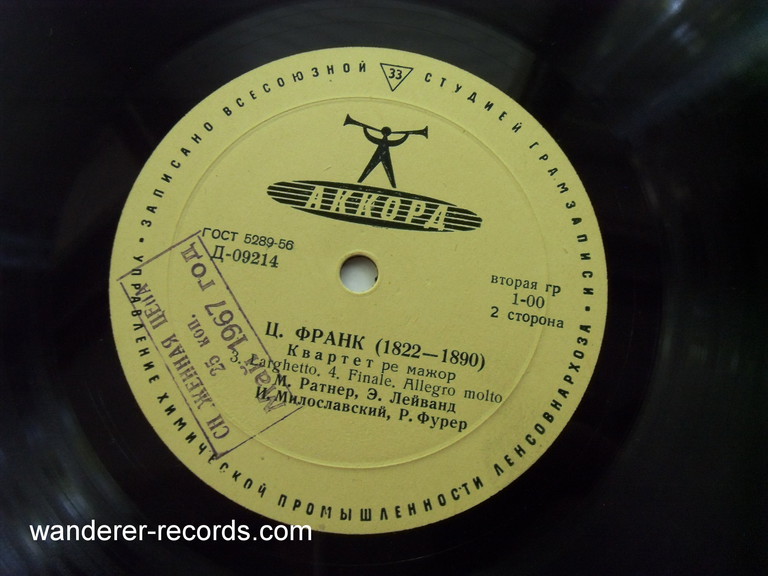 ЗАПИСАНО ВСЕСОЮЗНОЙ 33 СТУДИЕЙ ГРАМЗАПИСИ
• УПРАВЛЕНИЕ ХИМИЧЕСКОЙ ПРОМЫШЛЕННОСТИ ЛЕНСОВНАРХОЗА •
АККОРД
ГОСТ 5289-56
Д-09214
вторая гр
1-00
2 сторона
Ц. ФРАНК (1822—1890)
Квартет ре мажор
3. Larghetto. 4. Finale. Allegro molto
М. Ратнер, Э. Лейванд
И. Милославский, Р. Фурер
СНИЖЕННАЯ ЦЕНА
25 коп.
Май 1967 год
wanderer-records.com